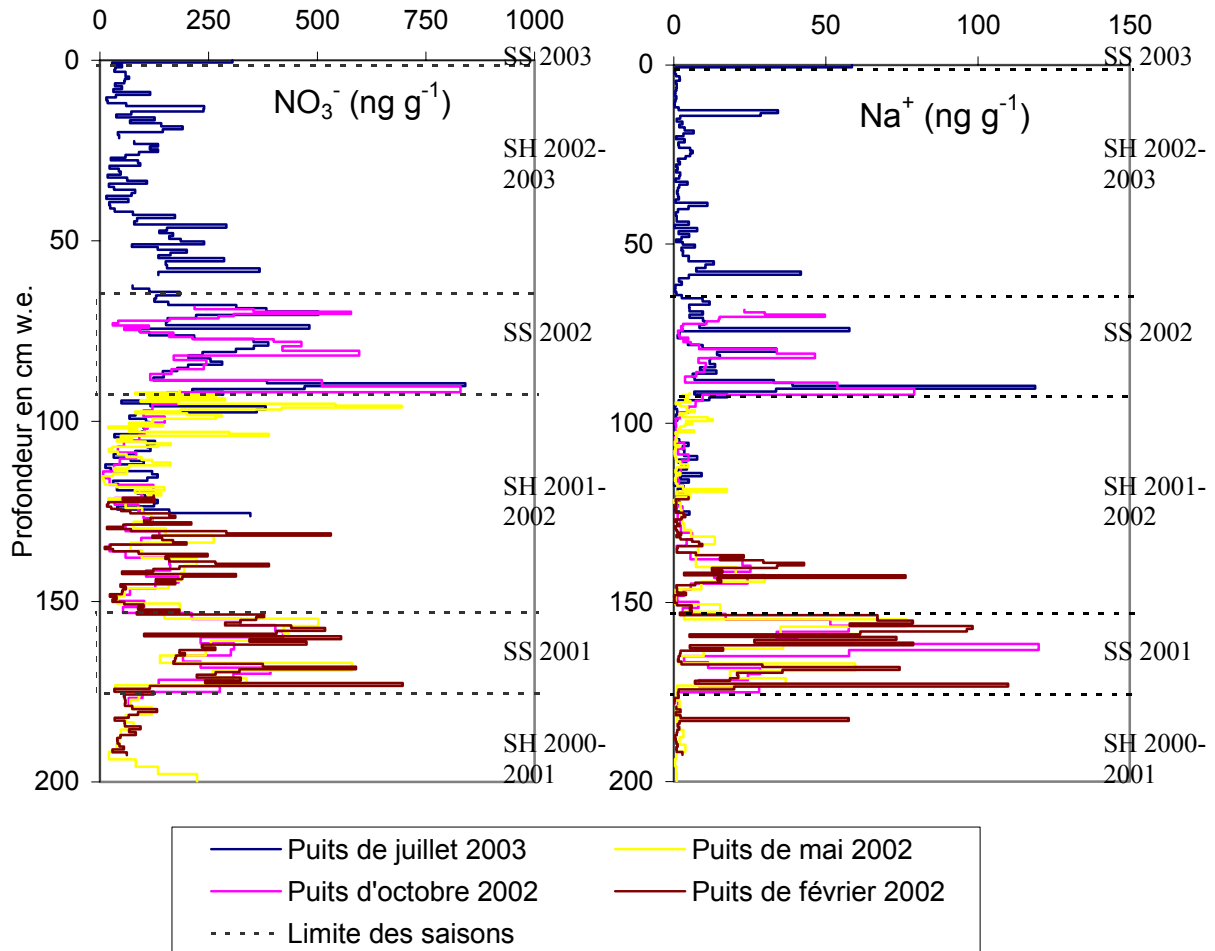 0 250 500 750 1000
0 50 100 150
0
50
100
150
200
Profondeur en cm w.e.
NO₃⁻ (ng g⁻¹)
SS 2003
SH 2002-
2003
SS 2002
SH 2001-
2002
SS 2001
SH 2000-
2001
0
50
100
150
200
Na⁺ (ng g⁻¹)
SS 2003
SH 2002-
2003
SS 2002
SH 2001-
2002
SS 2001
SH 2000-
2001
Puits de juillet 2003
Puits de mai 2002
Puits d'octobre 2002
Puits de février 2002
Limite des saisons